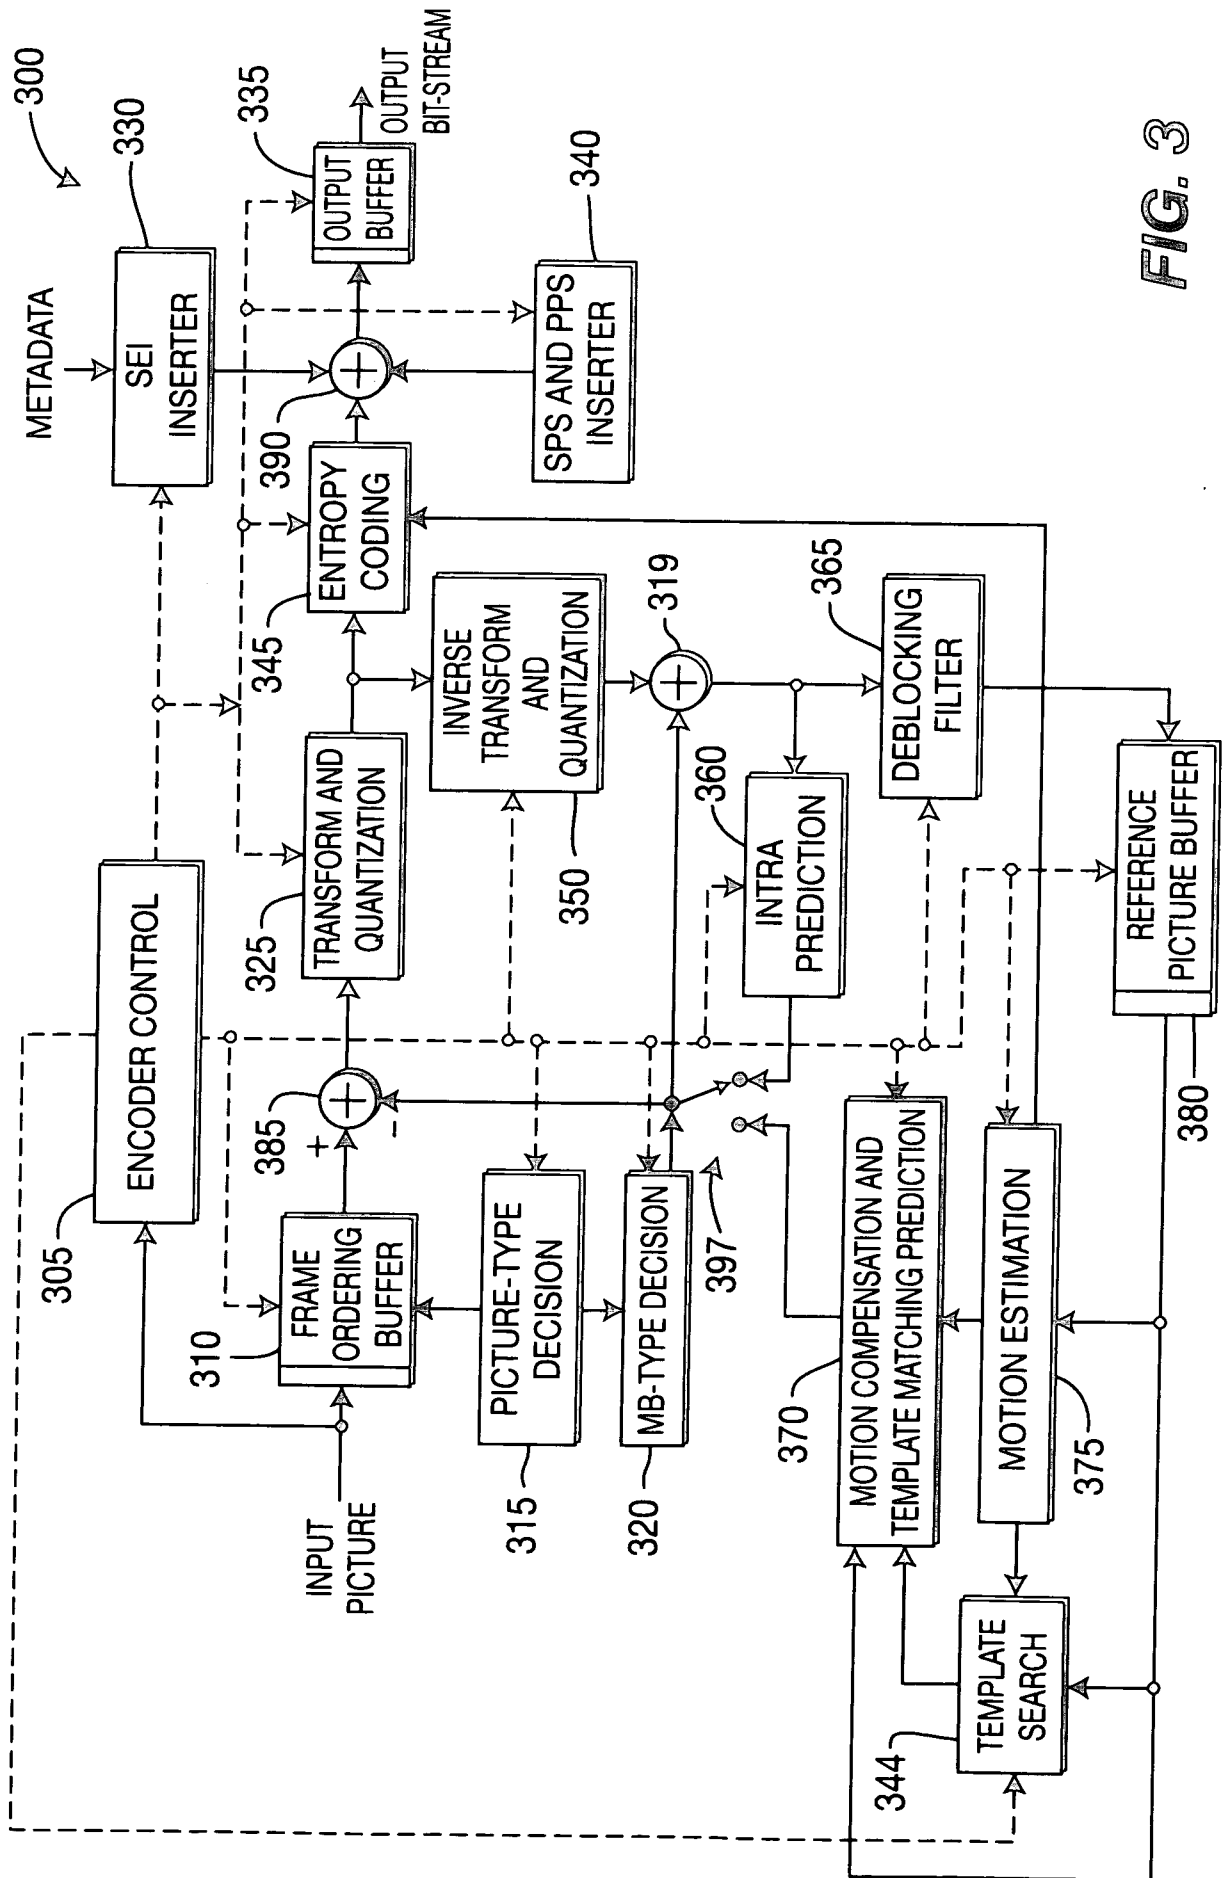 300
METADATA
330
SEI
INSERTER
335
OUTPUT
BUFFER
OUTPUT
BIT-STREAM
305
ENCODER CONTROL
INPUT
PICTURE
310
FRAME
ORDERING
BUFFER
+
-
385
+
325
TRANSFORM AND
QUANTIZATION
345
ENTROPY
CODING
390
+
340
SPS AND PPS
INSERTER
315
PICTURE-TYPE
DECISION
350
INVERSE
TRANSFORM
AND
QUANTIZATION
320
MB-TYPE DECISION
319
+
397
360
INTRA
PREDICTION
365
DEBLOCKING
FILTER
370
MOTION COMPENSATION AND
TEMPLATE MATCHING PREDICTION
344
TEMPLATE
SEARCH
375
MOTION ESTIMATION
380
REFERENCE
PICTURE BUFFER
FIG. 3